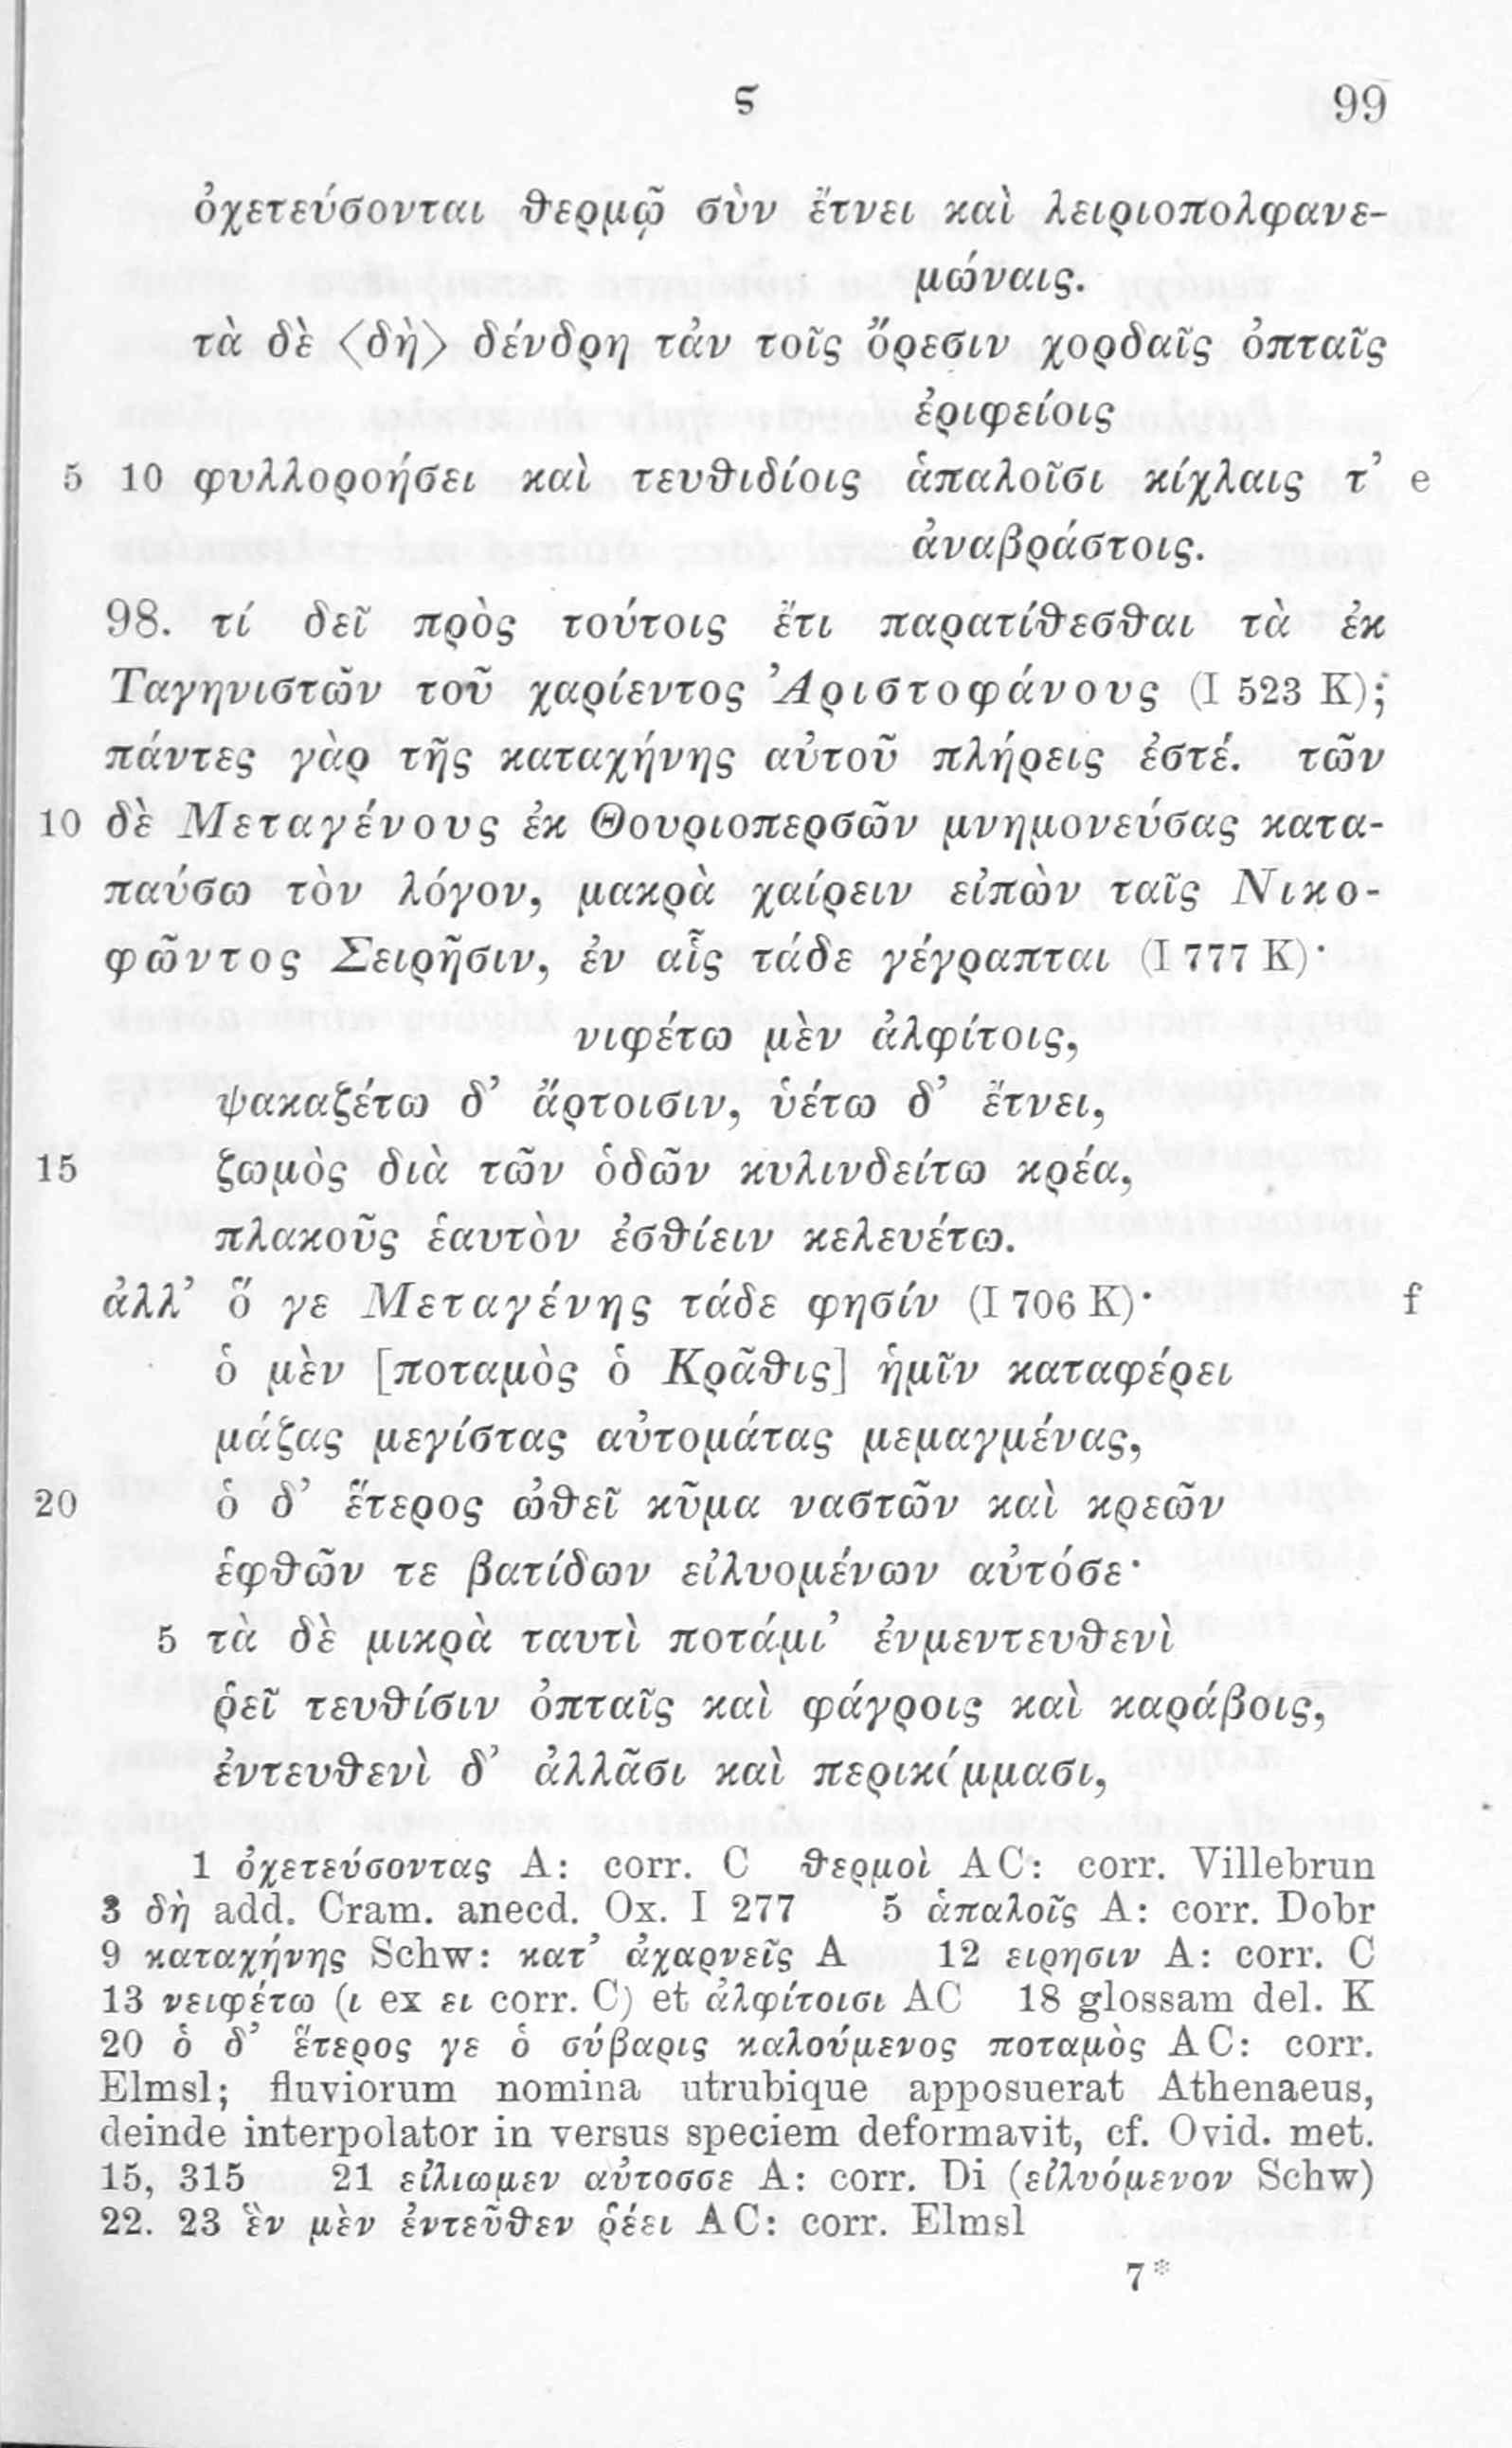 ς 99
ὀχετεύσονται θερμῷ σὺν ἔτνει καὶ λειριοπολφανε-
μώναις.
τὰ δὲ <δὴ> δένδρη τἀν τοῖς ὄρεσιν χορδαῖς ὀπταῖς
ἐριφείοις
5 10 φυλλοροήσει καὶ τευθιδίοις ἁπαλοῖσι κίχλαις τ’ e
ἀναβράστοις.
98. τί δεῖ πρὸς τούτοις ἔτι παρατίθεσθαι τὰ ἐκ
Ταγηνιστῶν τοῦ χαρίεντος Ἀριστοφάνους (I 523 K);
πάντες γὰρ τῆς καταχήνης αὐτοῦ πλήρεις ἐστέ. τῶν
10 δὲ Μεταγένους ἐκ Θουριοπερσῶν μνημονεύσας κατα-
παύσω τὸν λόγον, μακρὰ χαίρειν εἰπὼν ταῖς Νικο-
φῶντος Σειρῆσιν, ἐν αἷς τάδε γέγραπται (I 777 K)·
νιφέτω μὲν ἀλφίτοις,
ψακαζέτω δ’ ἄρτοισιν, ὑέτω δ’ ἔτνει,
15 ζωμὸς διὰ τῶν ὁδῶν κυλινδείτω κρέα,
πλακοῦς ἑαυτὸν ἐσθίειν κελευέτω.
ἀλλ’ ὅ γε Μεταγένης τάδε φησίν (I 706 K)· f
ὁ μὲν [ποταμὸς ὁ Κρᾶθις] ἡμῖν καταφέρει
μάζας μεγίστας αὐτομάτας μεμαγμένας,
20 ὁ δ’ ἕτερος ὠθεῖ κῦμα ναστῶν καὶ κρεῶν
ἑφθῶν τε βατίδων εἰλυομένων αὐτόσε·
5 τὰ δὲ μικρὰ ταυτὶ ποτάμι’ ἐνμεντευθενὶ
ῥεῖ τευθίσιν ὀπταῖς καὶ φάγροις καὶ καράβοις,
ἐντευθενὶ δ’ ἀλλᾶσι καὶ περικόμμασι,
1 ὀχετεύσοντας A: corr. C θερμοὶ AC: corr. Villebrun
3 δὴ add. Cram. anecd. Ox. I 277 5 ἁπαλοῖς A: corr. Dobr
9 καταχήνης Schw: κατ’ ἀχαρνεῖς A 12 ειρησιν A: corr. C
13 νειφέτω (ι ex ει corr. C) et ἀλφίτοισι AC 18 glossam del. K
20 ὁ δ’ ἕτερος γε ὁ σύβαρις καλούμενος ποταμὸς AC: corr.
Elmsl; fluviorum nomina utrubique apposuerat Athenaeus,
deinde interpolator in versus speciem deformavit, cf. Ovid. met.
15, 315 21 εἰλιωμεν αὐτοσσε A: corr. Di (εἰλυόμενον Schw)
22. 23 ἓν μὲν ἐντεῦθεν ῥέει AC: corr. Elmsl
7*